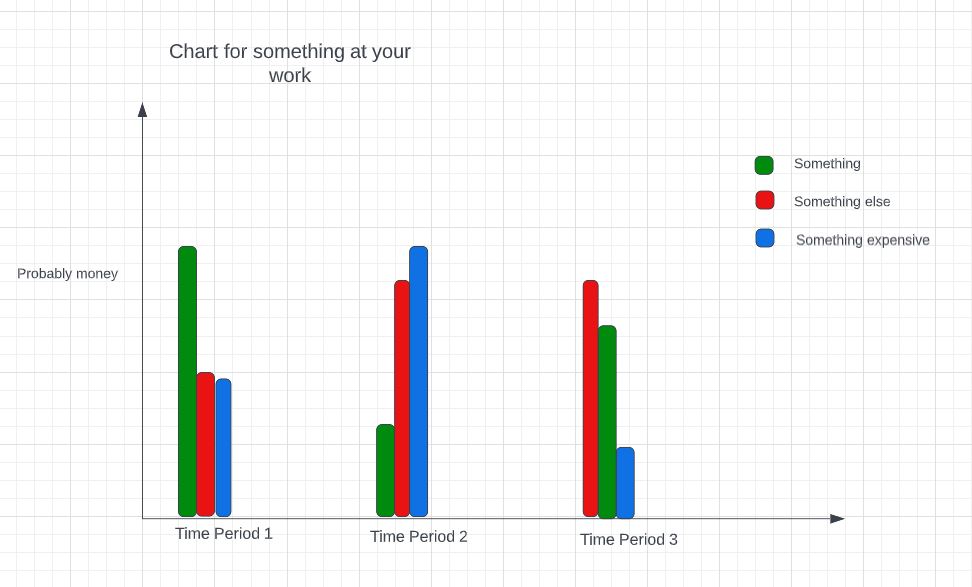 Chart for something at your
work
Something
Something else
Something expensive
Probably money
Time Period 1
Time Period 2
Time Period 3